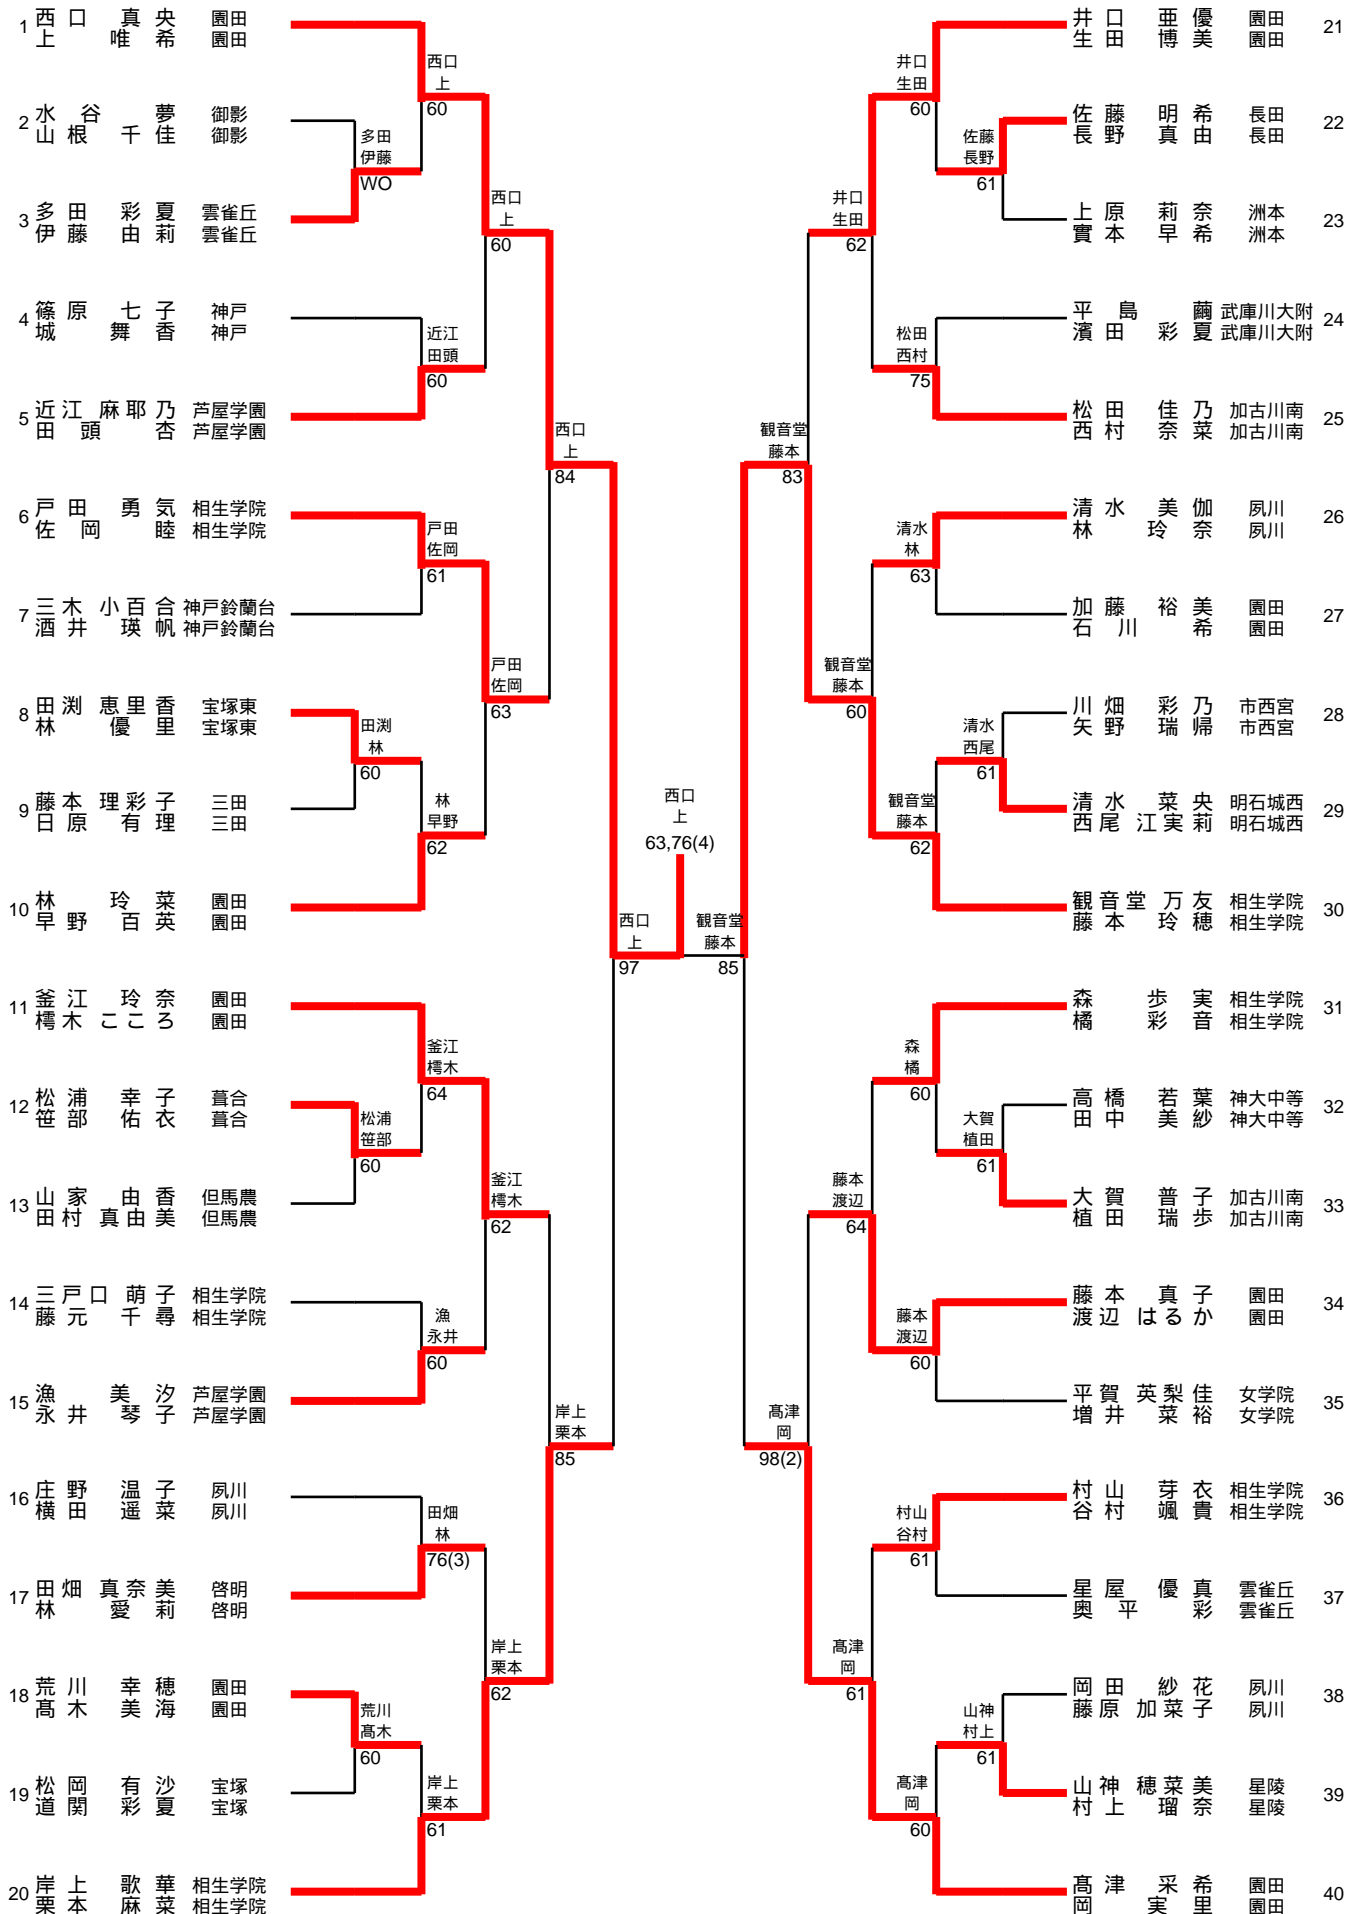 1 西口 真央 園田
上 唯希 園田
2 水谷 夢 御影
山根 千佳 御影
3 多田 彩夏 雲雀丘
伊藤 由莉 雲雀丘
4 篠原 七子 神戸
城 舞香 神戸
5 近江 麻耶乃 芦屋学園
田頭 杏 芦屋学園
6 戸田 勇気 相生学院
佐岡 睦 相生学院
7 三木 小百合 神戸鈴蘭台
酒井 瑛帆 神戸鈴蘭台
8 田渕 恵里香 宝塚東
林 優里 宝塚東
9 藤本 理彩子 三田
日原 有理 三田
10 林 玲菜 園田
早野 百英 園田
11 釜江 玲奈 園田
樗木 こころ 園田
12 松浦 幸子 葺合
笹部 佑衣 葺合
13 山家 由香 但馬農
田村 真由美 但馬農
14 三戸口 萌子 相生学院
藤元 千尋 相生学院
15 漁 美汐 芦屋学園
永井 琴子 芦屋学園
16 庄野 温子 夙川
横田 遥菜 夙川
17 田畑 真奈美 啓明
林 愛莉 啓明
18 荒川 幸穂 園田
髙木 美海 園田
19 松岡 有沙 宝塚
道関 彩夏 宝塚
20 岸上 歌華 相生学院
栗本 麻菜 相生学院
多田
伊藤
WO
田渕
林
60
松浦
笹部
60
荒川
髙木
60
西口
上
60
近江
田頭
60
戸田
佐岡
61
林
早野
62
釜江
樗木
64
漁
永井
60
田畑
林
76(3)
岸上
栗本
61
西口
上
60
戸田
佐岡
63
釜江
樗木
62
岸上
栗本
62
西口
上
84
岸上
栗本
85
西口
上
97
西口
上
63,76(4)
観音堂
藤本
85
観音堂
藤本
83
髙津
岡
98(2)
井口
生田
62
観音堂
藤本
60
藤本
渡辺
64
髙津
岡
61
井口
生田
60
松田
西村
75
清水
林
63
観音堂
藤本
62
森
橘
60
藤本
渡辺
60
村山
谷村
61
髙津
岡
60
佐藤
長野
61
清水
西尾
61
大賀
植田
61
山神
村上
61
井口 亜優 園田 21
生田 博美 園田
佐藤 明希 長田 22
長野 真由 長田
上原 莉奈 洲本 23
實本 早希 洲本
平島 繭 武庫川大附 24
濱田 彩夏 武庫川大附
松田 佳乃 加古川南 25
西村 奈菜 加古川南
清水 美伽 夙川 26
林 玲奈 夙川
加藤 裕美 園田 27
石川 希 園田
川畑 彩乃 市西宮 28
矢野 瑞帰 市西宮
清水 菜央 明石城西 29
西尾 江実莉 明石城西
観音堂 万友 相生学院 30
藤本 玲穂 相生学院
森 歩実 相生学院 31
橘 彩音 相生学院
高橋 若葉 神大中等 32
田中 美紗 神大中等
大賀 普子 加古川南 33
植田 瑞歩 加古川南
藤本 真子 園田 34
渡辺 はるか 園田
平賀 英梨佳 女学院 35
増井 菜裕 女学院
村山 芽衣 相生学院 36
谷村 颯貴 相生学院
星屋 優真 雲雀丘 37
奥平 彩 雲雀丘
岡田 紗花 夙川 38
藤原 加菜子 夙川
山神 穂菜美 星陵 39
村上 瑠奈 星陵
髙津 采希 園田 40
岡 実里 園田